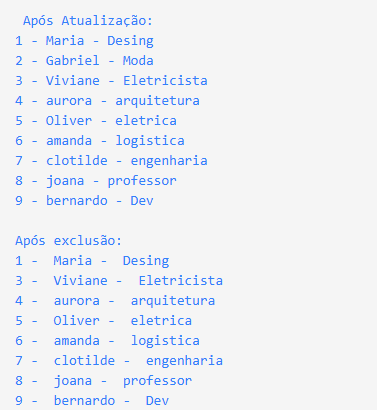 Após Atualização:
1 - Maria - Desing
2 - Gabriel - Moda
3 - Viviane - Eletricista
4 - aurora - arquitetura
5 - Oliver - eletrica
6 - amanda - logistica
7 - clotilde - engenharia
8 - joana - professor
9 - bernardo - Dev
Após exclusão:
1 -  Maria -  Desing
3 -  Viviane -  Eletricista
4 -  aurora -  arquitetura
5 -  Oliver -  eletrica
6 -  amanda -  logistica
7 -  clotilde -  engenharia
8 -  joana -  professor
9 -  bernardo -  Dev